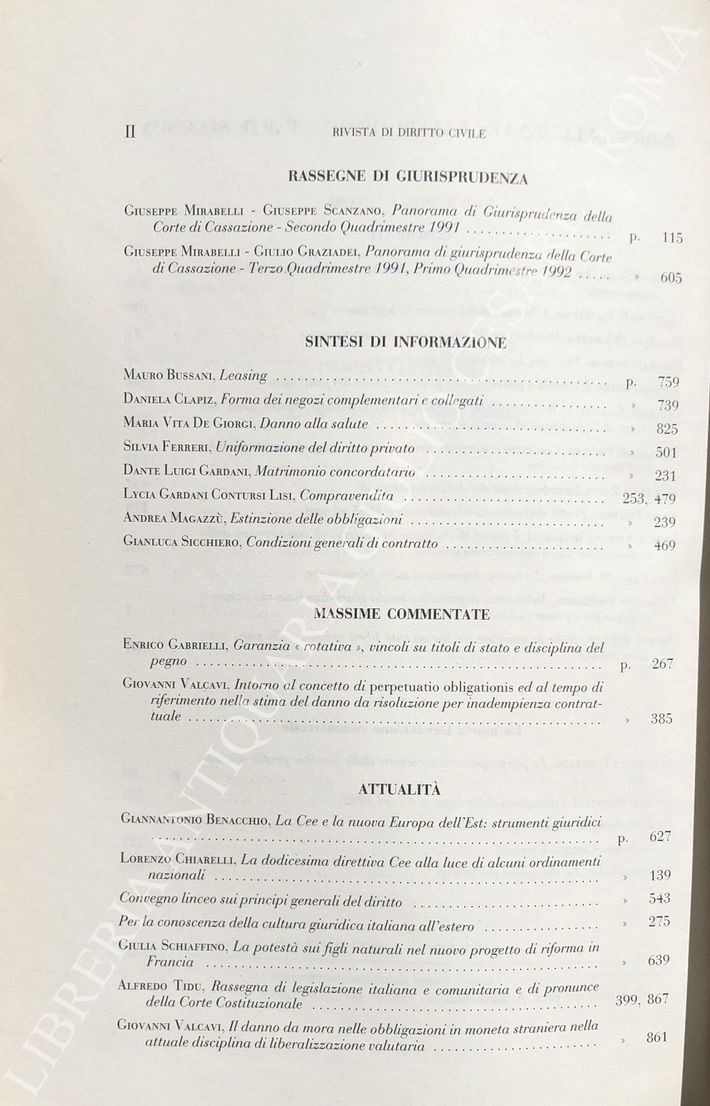 II RIVISTA DI DIRITTO CIVILE
RASSEGNE DI GIURISPRUDENZA
GIUSEPPE MIRABELLI - GIUSEPPE SCANZANO, Panorama di Giurisprudenza della
Corte di Cassazione - Secondo Quadrimestre 1991 . . . . . . . . . . . . . . . . . . . p. 115
GIUSEPPE MIRABELLI - GIULIO GRAZIADEI, Panorama di giurisprudenza della Corte
di Cassazione - Terzo Quadrimestre 1991, Primo Quadrimestre 1992 . . . . . » 605
SINTESI DI INFORMAZIONE
MAURO BUSSANI, Leasing . . . . . . . . . . . . . . . . . . . . p. 759
DANIELA CLAPIZ, Forma dei negozi complementari e collegati . . . . . . . . . . » 739
MARIA VITA DE GIORGI, Danno alla salute . . . . . . . . . . . . . . . » 825
SILVIA FERRERI, Uniformazione del diritto privato . . . . . . . . . . . . . » 501
DANTE LUIGI GARDANI, Matrimonio concordatario . . . . . . . . . . . . . » 231
LYCIA GARDANI CONTURSI LISI, Compravendita . . . . . . . . . . . . . 253, 479
ANDREA MAGAZZÙ, Estinzione delle obbligazioni . . . . . . . . . . . . . » 239
GIANLUCA SICCHIERO, Condizioni generali di contratto . . . . . . . . . . . » 469
MASSIME COMMENTATE
ENRICO GABRIELLI, Garanzia « rotativa », vincoli su titoli di stato e disciplina del
pegno . . . . . . . . . . . . . . . . . . . . p. 267
GIOVANNI VALCAVI, Intorno al concetto di perpetuatio obligationis ed al tempo di
riferimento nella stima del danno da risoluzione per inadempienza contrat-
tuale . . . . . . . . . . . . . . . . . . . . » 385
ATTUALITÀ
GIANNANTONIO BENACCHIO, La Cee e la nuova Europa dell'Est: strumenti giuridici
. . . . . . . . . . . . . . . . . . . . p. 627
LORENZO CHIARELLI, La dodicesima direttiva Cee alla luce di alcuni ordinamenti
nazionali . . . . . . . . . . . . . . . . . . . . » 139
Convegno linceo sui principi generali del diritto . . . . . . . . . . . . . » 543
Per la conoscenza della cultura giuridica italiana all'estero . . . . . . . . . . » 275
GIULIA SCHIAFFINO, La potestà sui figli naturali nel nuovo progetto di riforma in
Francia . . . . . . . . . . . . . . . . . . . . » 639
ALFREDO TIDU, Rassegna di legislazione italiana e comunitaria e di pronunce
della Corte Costituzionale . . . . . . . . . . . . . . . . . . . . 399, 867
GIOVANNI VALCAVI, Il danno da mora nelle obbligazioni in moneta straniera nella
attuale disciplina di liberalizzazione valutaria . . . . . . . . . . . . . » 861